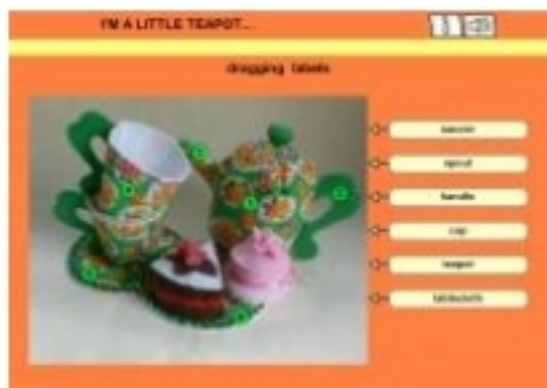 I'M A LITTLE TEAPOT...
dragging labels
saucer
spout
handle
cup
teapot
tablecloth